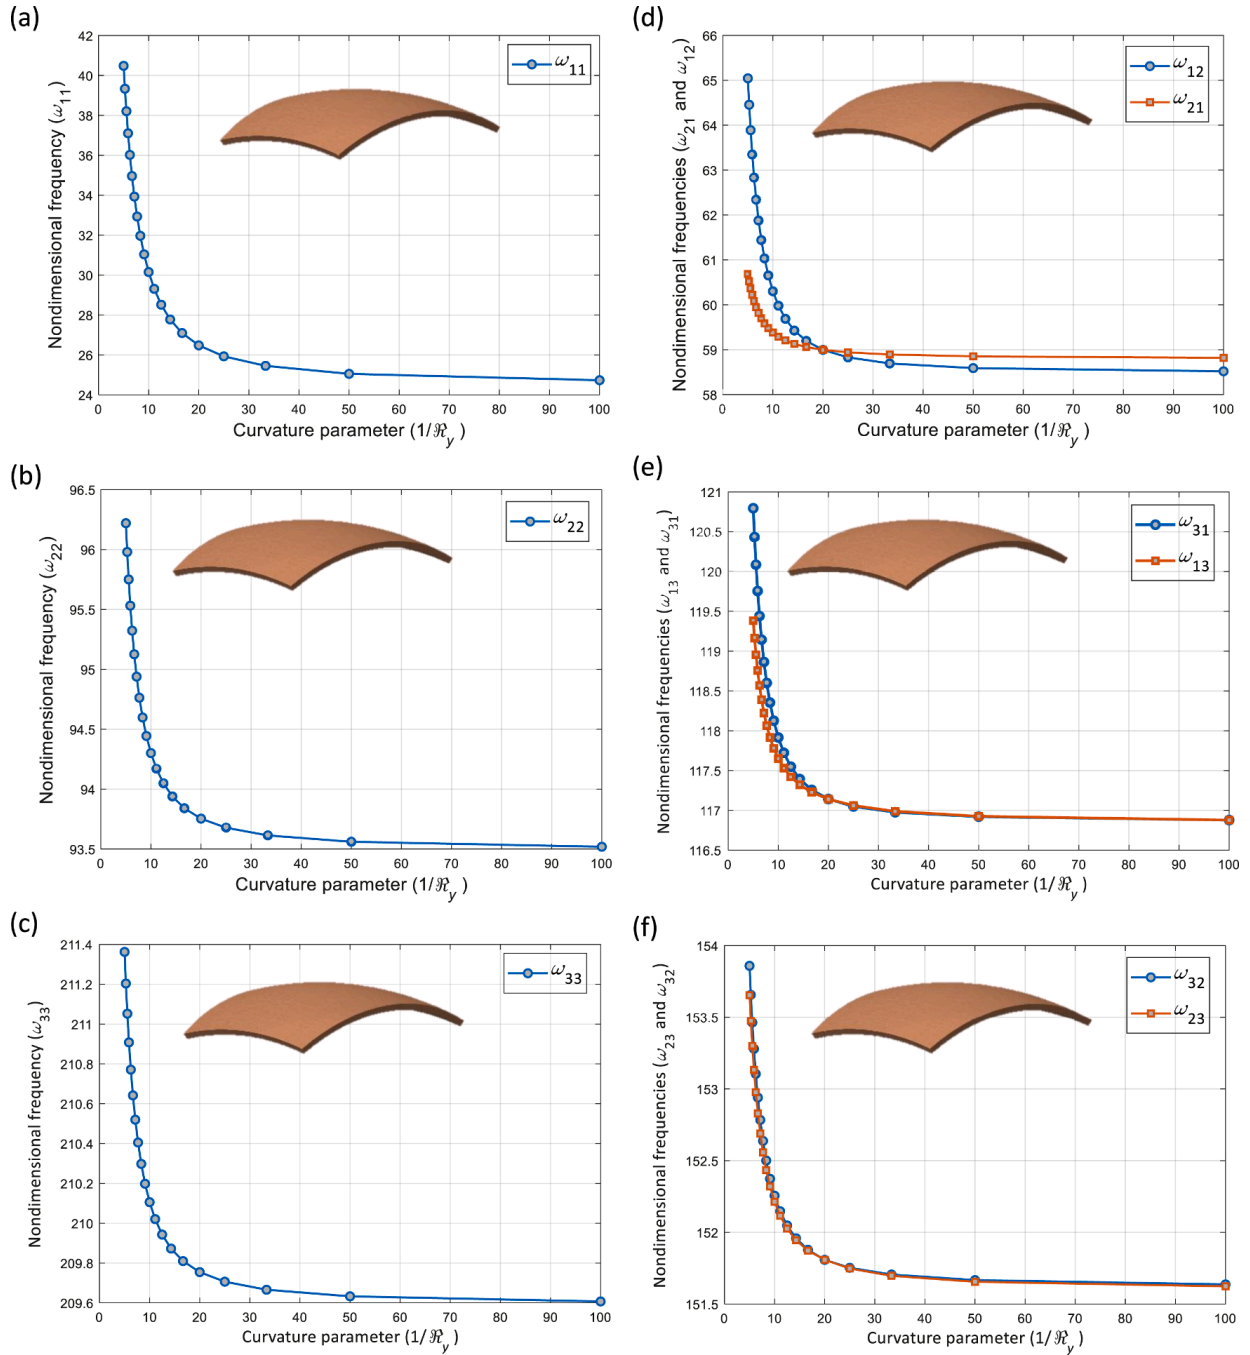 (a)
42
40
38
36
34
32
30
28
26
24
0 10 20 30 40 50 60 70 80 90 100
Nondimensional frequency (ω11)
Curvature parameter (1/ℜy )
ω11
(d)
66
65
64
63
62
61
60
59
58
0 10 20 30 40 50 60 70 80 90 100
Nondimensional frequencies (ω21 and ω12)
Curvature parameter (1/ℜy )
ω12
ω21
(b)
96.5
96
95.5
95
94.5
94
93.5
0 10 20 30 40 50 60 70 80 90 100
Nondimensional frequency (ω22)
Curvature parameter (1/ℜy )
ω22
(e)
121
120.5
120
119.5
119
118.5
118
117.5
117
116.5
0 10 20 30 40 50 60 70 80 90 100
Nondimensional frequencies (ω13 and ω31)
Curvature parameter (1/ℜy )
ω31
ω13
(c)
211.4
211.2
211
210.8
210.6
210.4
210.2
210
209.8
209.6
0 10 20 30 40 50 60 70 80 90 100
Nondimensional frequency (ω33)
Curvature parameter (1/ℜy )
ω33
(f)
154
153.5
153
152.5
152
151.5
0 10 20 30 40 50 60 70 80 90 100
Nondimensional frequencies (ω23 and ω32)
Curvature parameter (1/ℜy )
ω32
ω23